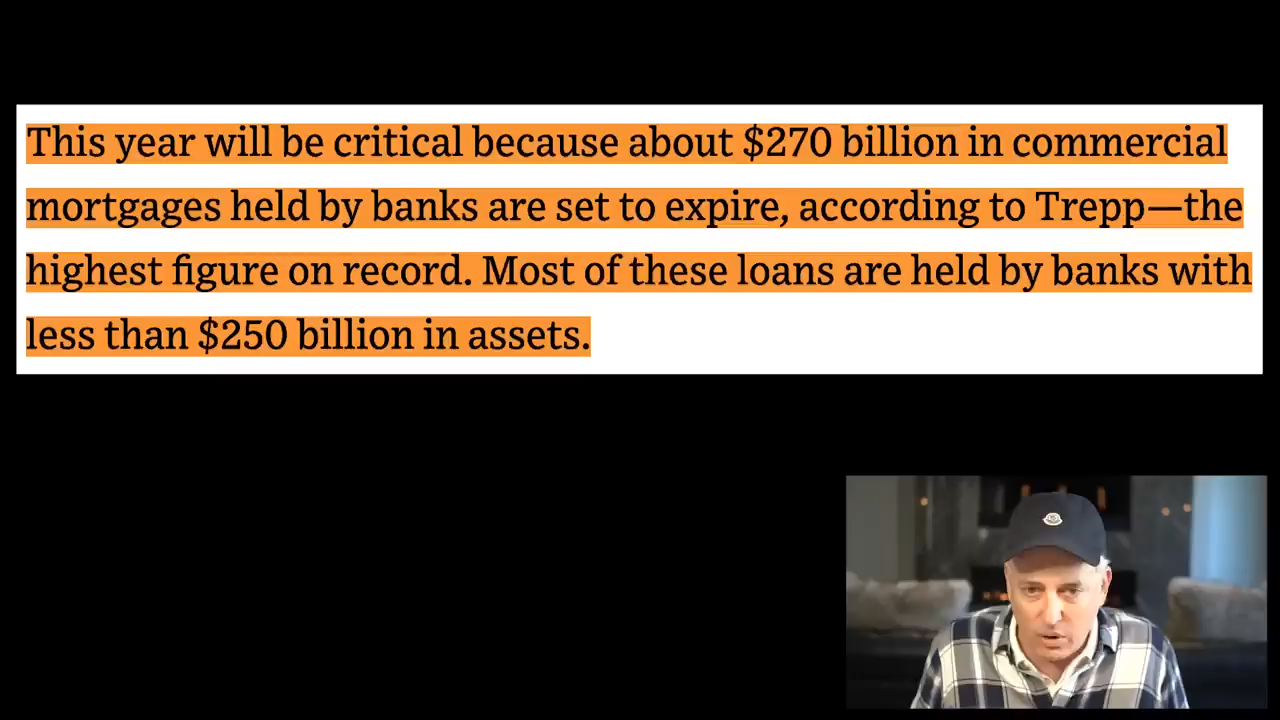 This year will be critical because about $270 billion in commercial
mortgages held by banks are set to expire, according to Trepp—the
highest figure on record. Most of these loans are held by banks with
less than $250 billion in assets.